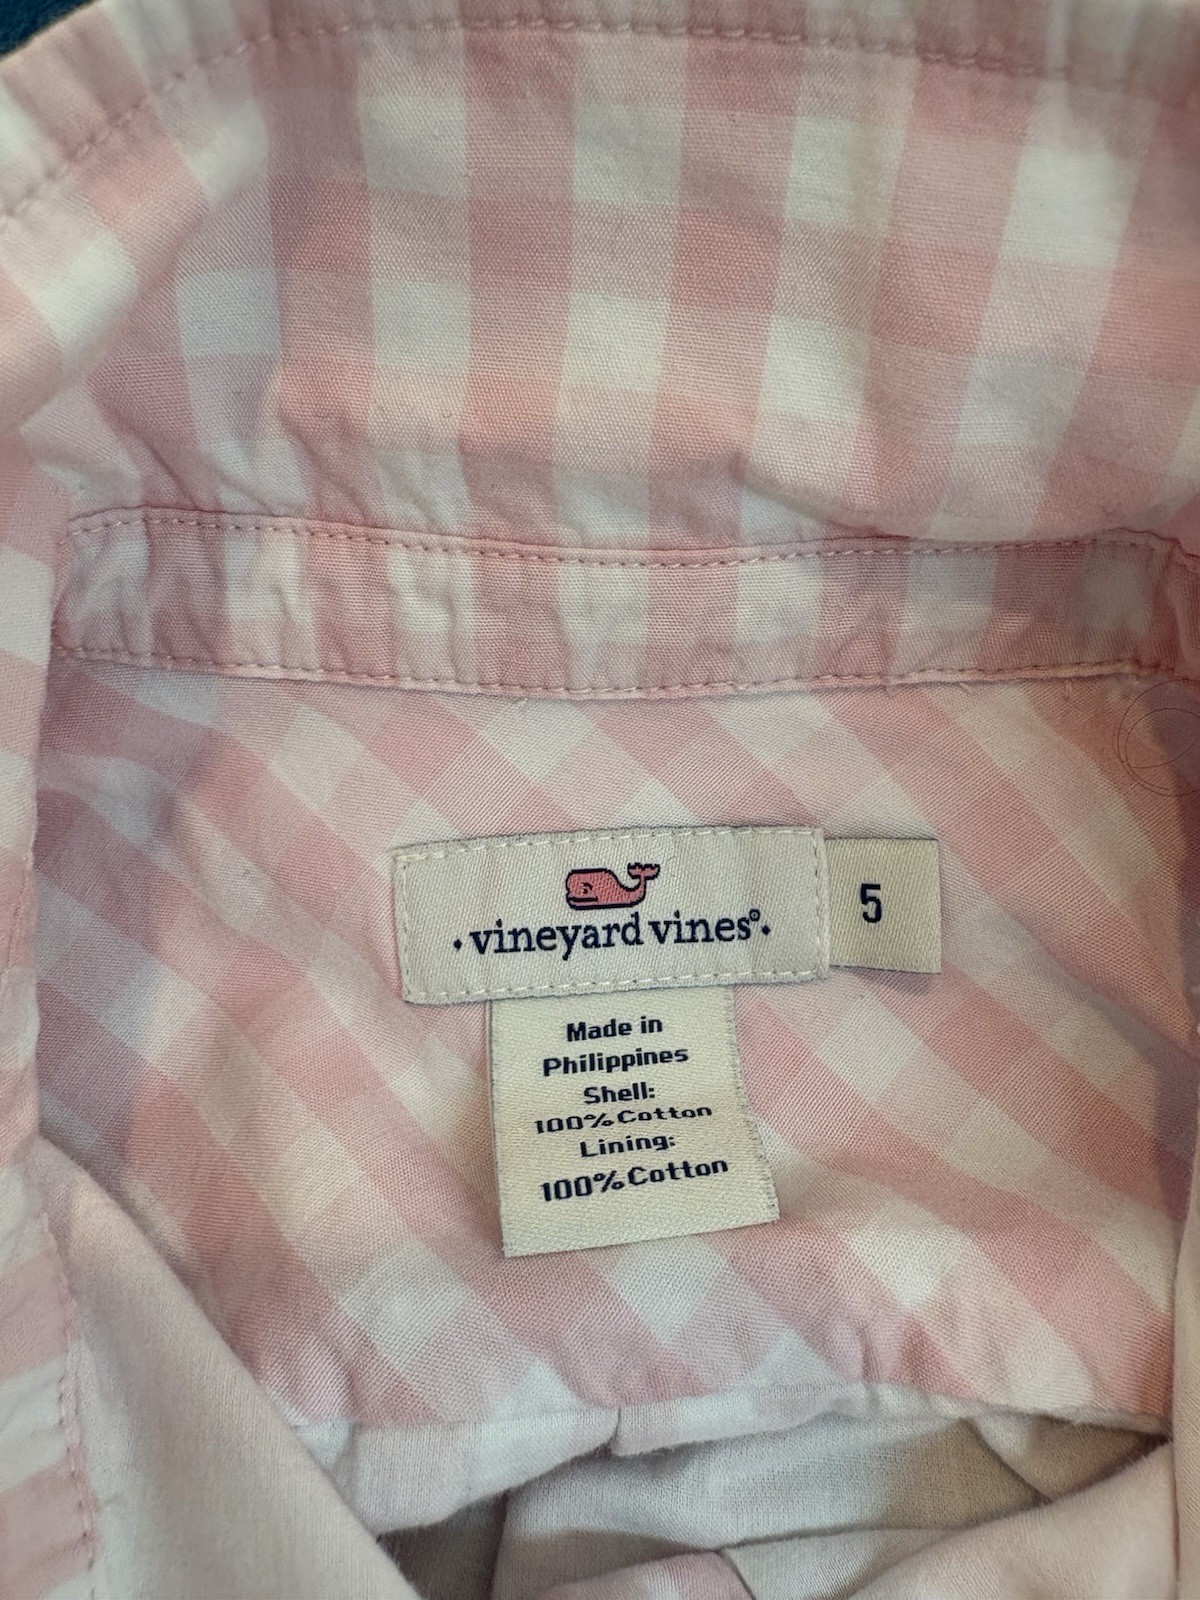 · vineyard vines® ·
5
Made in
Philippines
Shell:
100% Cotton
Lining:
100% Cotton